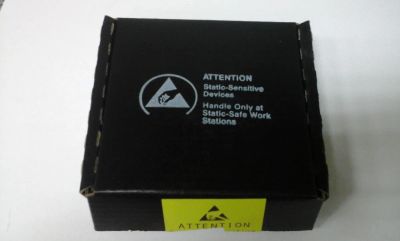 ATTENTION
Static-Sensitive
Devices
Handle Only at
Static-Safe Work
Stations
ATTENTION